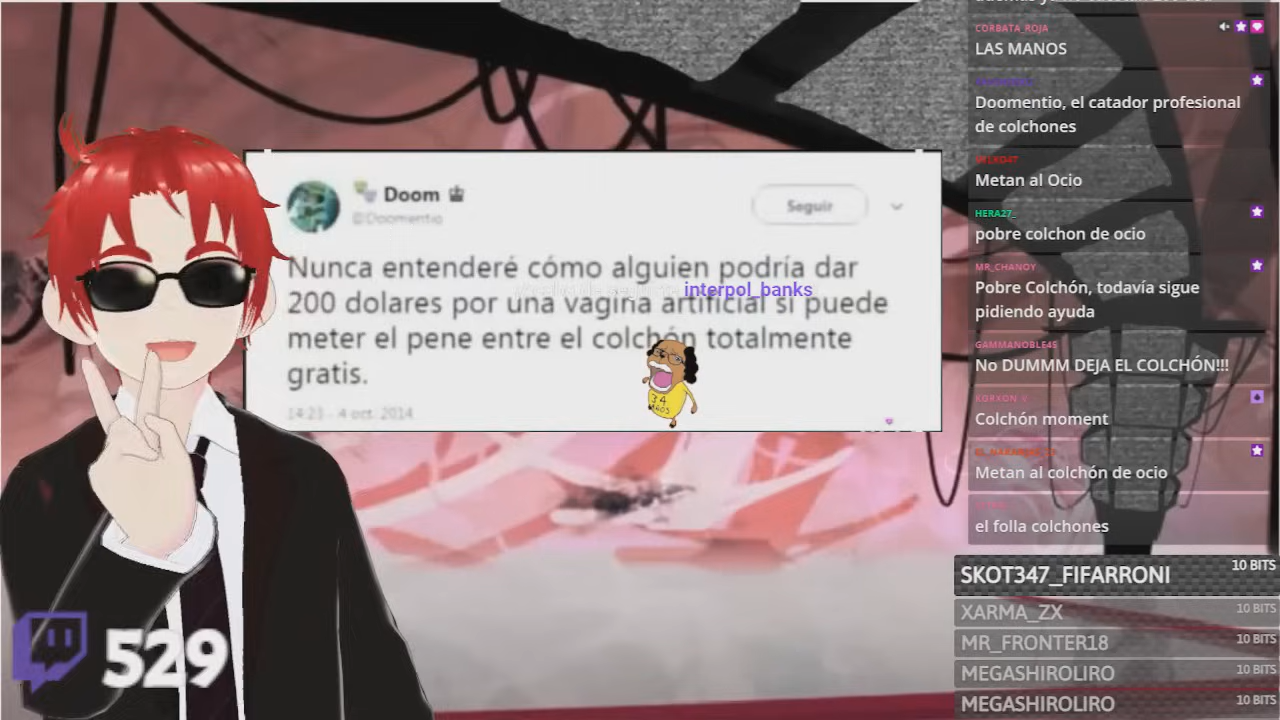 Doom
@Doomentio
Seguir
Nunca entenderé cómo alguien podría dar
200 dolares por una vagina artificial si puede
meter el pene entre el colchón totalmente
gratis.
14:23 - 4 oct. 2014
interpol_banks
34
AÑOS
529
CORBATA_ROJA
LAS MANOS
Doomentio, el catador profesional
de colchones
Metan al Ocio
HERA27_
pobre colchon de ocio
MR_CHANOY
Pobre Colchón, todavía sigue
pidiendo ayuda
GAMMANOBLE45
No DUMMM DEJA EL COLCHÓN!!!
KORXON_V
Colchón moment
Metan al colchón de ocio
el folla colchones
SKOT347_FIFARRONI 10 BITS
XARMA_ZX 10 BITS
MR_FRONTER18 10 BITS
MEGASHIROLIRO 10 BITS
MEGASHIROLIRO 10 BITS